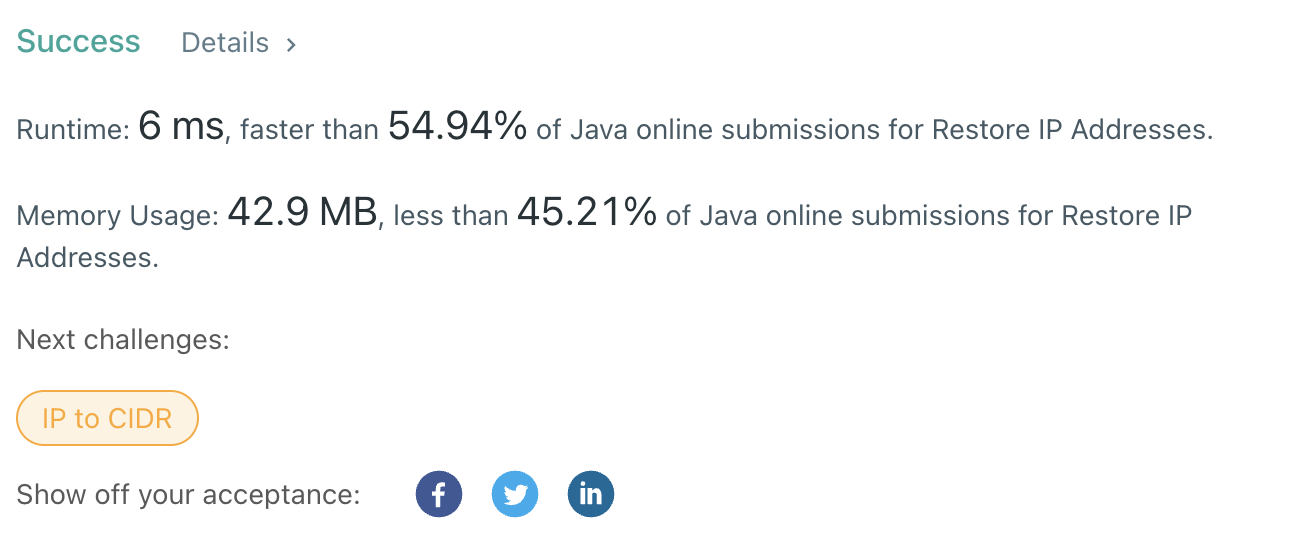 Success Details >
Runtime: 6 ms, faster than 54.94% of Java online submissions for Restore IP Addresses.
Memory Usage: 42.9 MB, less than 45.21% of Java online submissions for Restore IP
Addresses.
Next challenges:
IP to CIDR
Show off your acceptance: f in